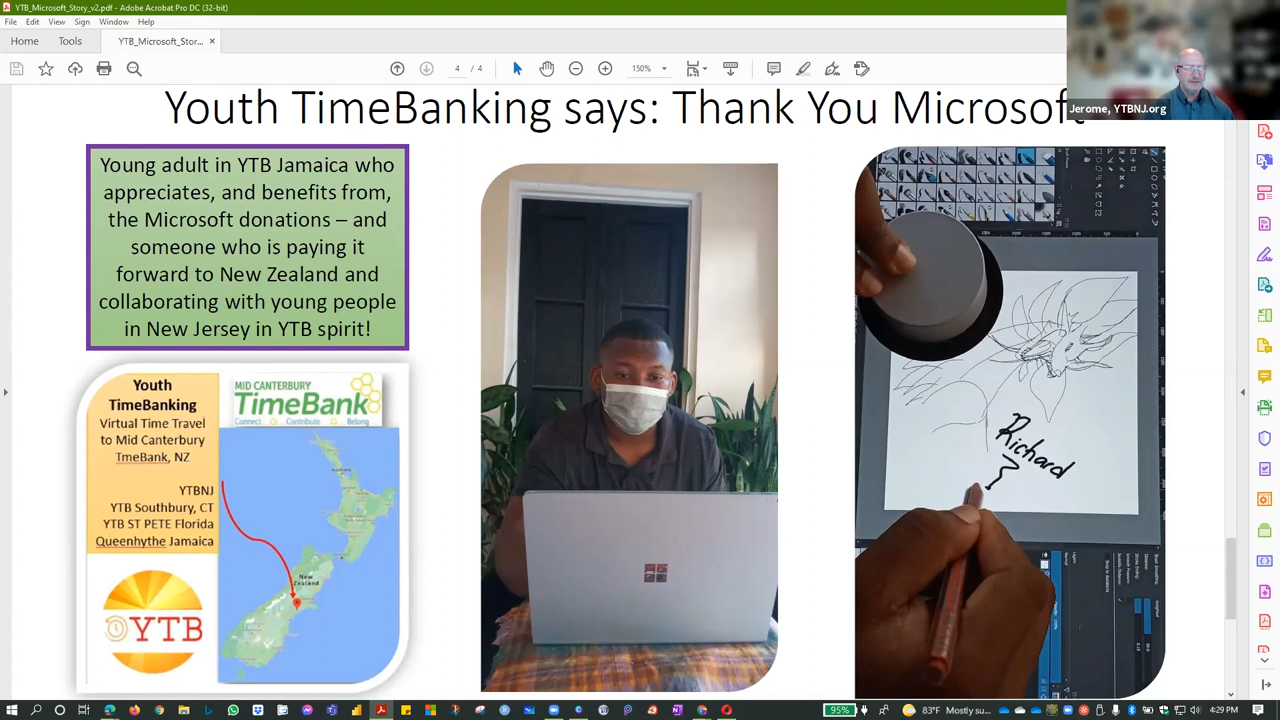 YTB_Microsoft_Story_v2.pdf - Adobe Acrobat Pro DC (32-bit)
File Edit View Sign Window Help
Home Tools YTB_Microsoft_Stor... ×
4 / 4 150%
Jerome, YTBNJ.org
Youth TimeBanking says: Thank You Microsoft
Young adult in YTB Jamaica who
appreciates, and benefits from,
the Microsoft donations – and
someone who is paying it
forward to New Zealand and
collaborating with young people
in New Jersey in YTB spirit!
Youth
TimeBanking
Virtual Time Travel
to Mid Canterbury
TmeBank, NZ
YTBNJ
YTB Southbury, CT
YTB ST PETE Florida
Queenhythe Jamaica
YTB
MID CANTERBURY
TimeBank
Connect Contribute Belong
Auckland
New
Zealand
Richard
95% 83°F Mostly su... 4:29 PM